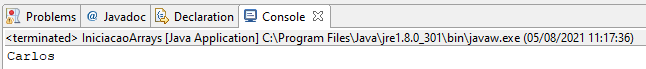 Problems @ Javadoc Declaration Console
<terminated> IniciacaoArrays [Java Application] C:\Program Files\Java\jre1.8.0_301\bin\javaw.exe (05/08/2021 11:17:36)
Carlos